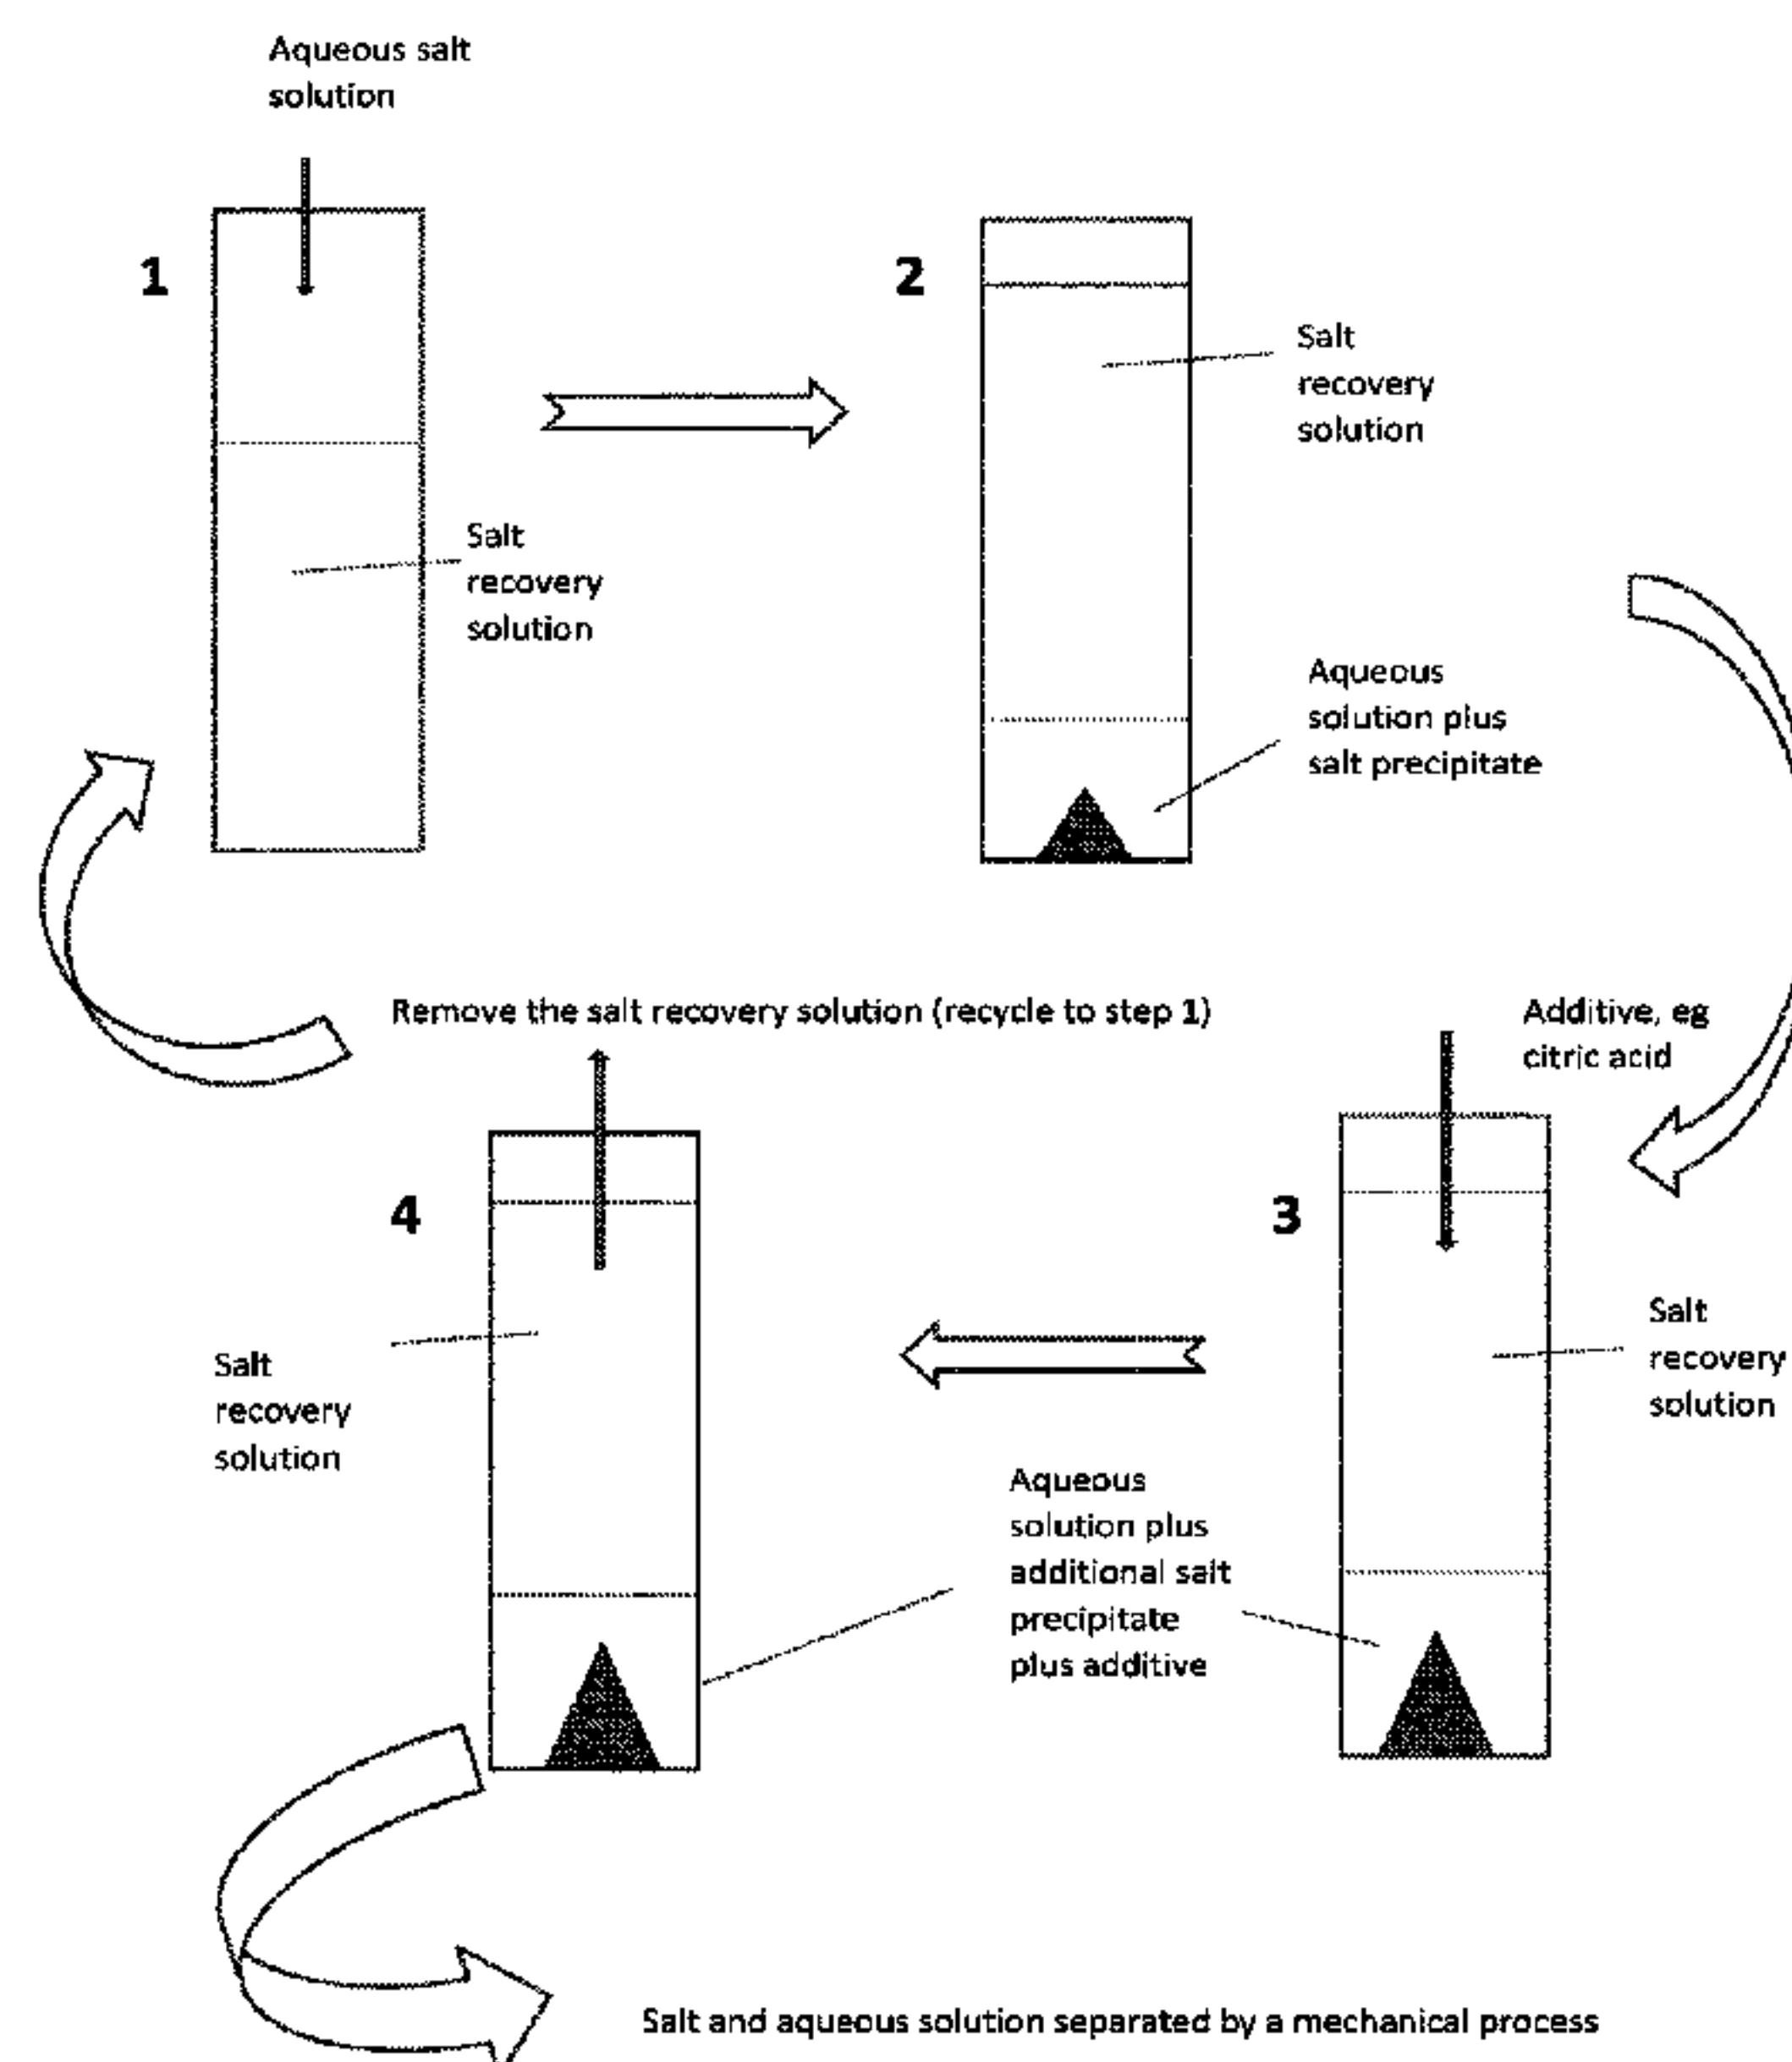 Aqueous salt
solution
1
2
Salt
recovery
solution
Salt
recovery
solution
Aqueous
solution plus
salt precipitate
Remove the salt recovery solution (recycle to step 1)
Additive, eg
citric acid
4
3
Salt
recovery
solution
Salt
recovery
solution
Aqueous
solution plus
additional salt
precipitate
plus additive
Salt and aqueous solution separated by a mechanical process